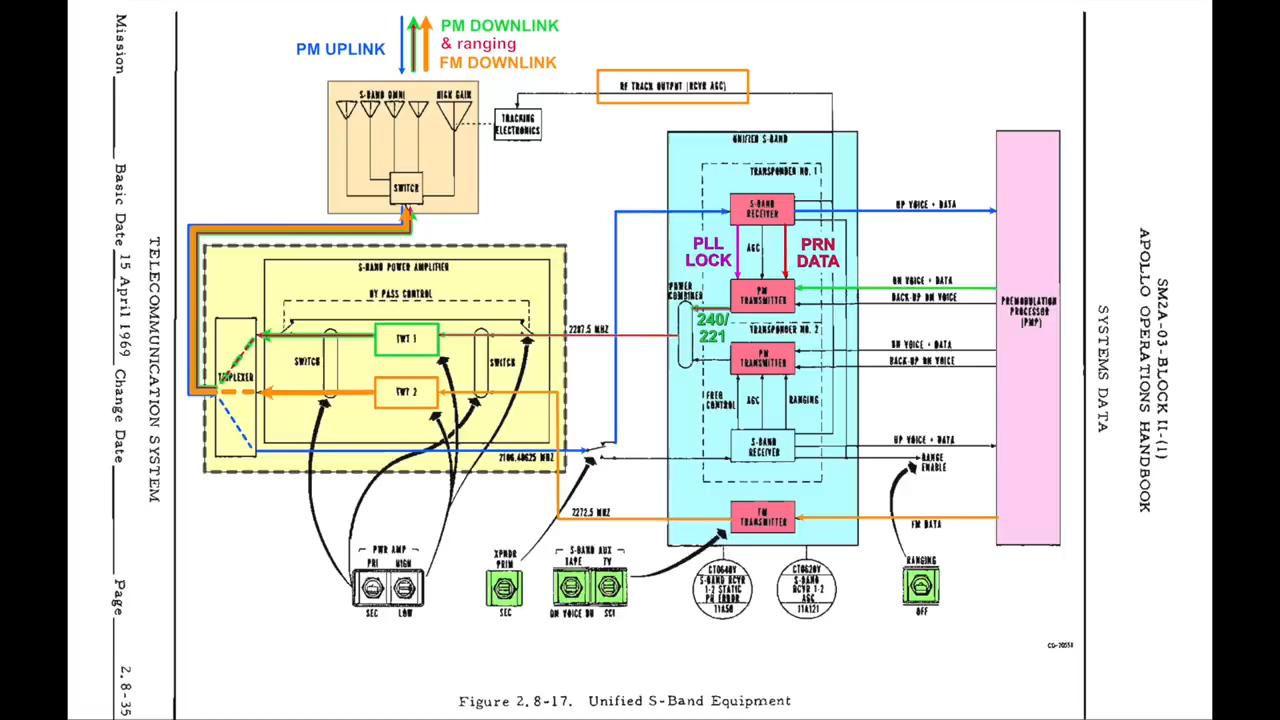 Mission
Basic Date 15 April 1969 Change Date
Page
2.8-35
TELECOMMUNICATION SYSTEM
PM UPLINK
PM DOWNLINK
& ranging
FM DOWNLINK
S-BAND OMNI
HIGH GAIN
SWITCH
TRACKING
ELECTRONICS
RF TRACK OUTPUT (RCVR AGC)
UNIFIED S-BAND
TRANSPONDER NO. 1
S-BAND
RECEIVER
UP VOICE + DATA
PLL
LOCK
AGC
PRN
DATA
S-BAND POWER AMPLIFIER
BY PASS CONTROL
POWER
COMBINER
PM
TRANSMITTER
DN VOICE + DATA
BACK-UP DN VOICE
PREMODULATION
PROCESSOR
(PMP)
240/
221
2287.5 MHZ
TRANSPONDER NO. 2
SWITCH
TWT 1
SWITCH
TRIPLEXER
TWT 2
PM
TRANSMITTER
DN VOICE + DATA
BACK-UP DN VOICE
FREQ
CONTROL
AGC
RANGING
S-BAND
RECEIVER
UP VOICE + DATA
RANGE
ENABLE
2106.40625 MHZ
2272.5 MHZ
FM
TRANSMITTER
FM DATA
PWR AMP
PRI
HIGH
SEC
LOW
XPNDR
PRIM
SEC
S-BAND AUX
TAPE
TV
DN VOICE BU
SCI
CT0640V
S-BAND RCVR
1-2 STATIC
PH ERROR
11A50
CT0620V
S-BAND
RCVR 1-2
AGC
11A121
RANGING
OFF
Figure 2.8-17. Unified S-Band Equipment
SM2A-03-BLOCK II-(1)
APOLLO OPERATIONS HANDBOOK
SYSTEMS DATA